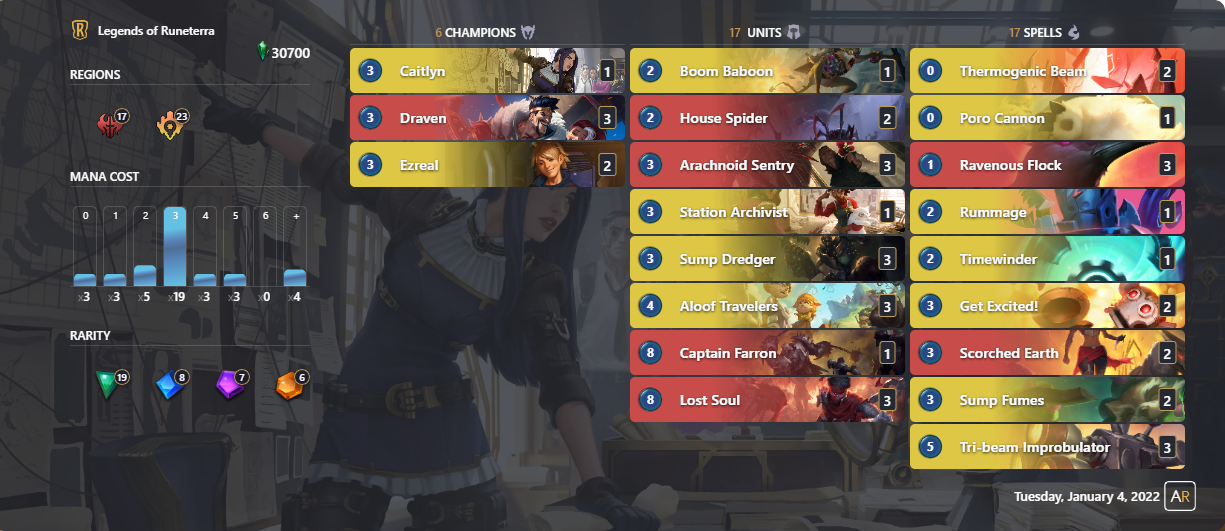 Legends of Runeterra
30700
REGIONS
17
23
MANA COST
0 1 2 3 4 5 6 +
x3 x3 x5 x19 x3 x3 x0 x4
RARITY
19 8 7 6
6 CHAMPIONS
3 Caitlyn 1
3 Draven 3
3 Ezreal 2
17 UNITS
2 Boom Baboon 1
2 House Spider 2
3 Arachnoid Sentry 3
3 Station Archivist 1
3 Sump Dredger 3
4 Aloof Travelers 3
8 Captain Farron 1
8 Lost Soul 3
17 SPELLS
0 Thermogenic Beam 2
0 Poro Cannon 1
1 Ravenous Flock 3
2 Rummage 1
2 Timewinder 1
3 Get Excited! 2
3 Scorched Earth 2
3 Sump Fumes 2
5 Tri-beam Improbulator 3
Tuesday, January 4, 2022 AR